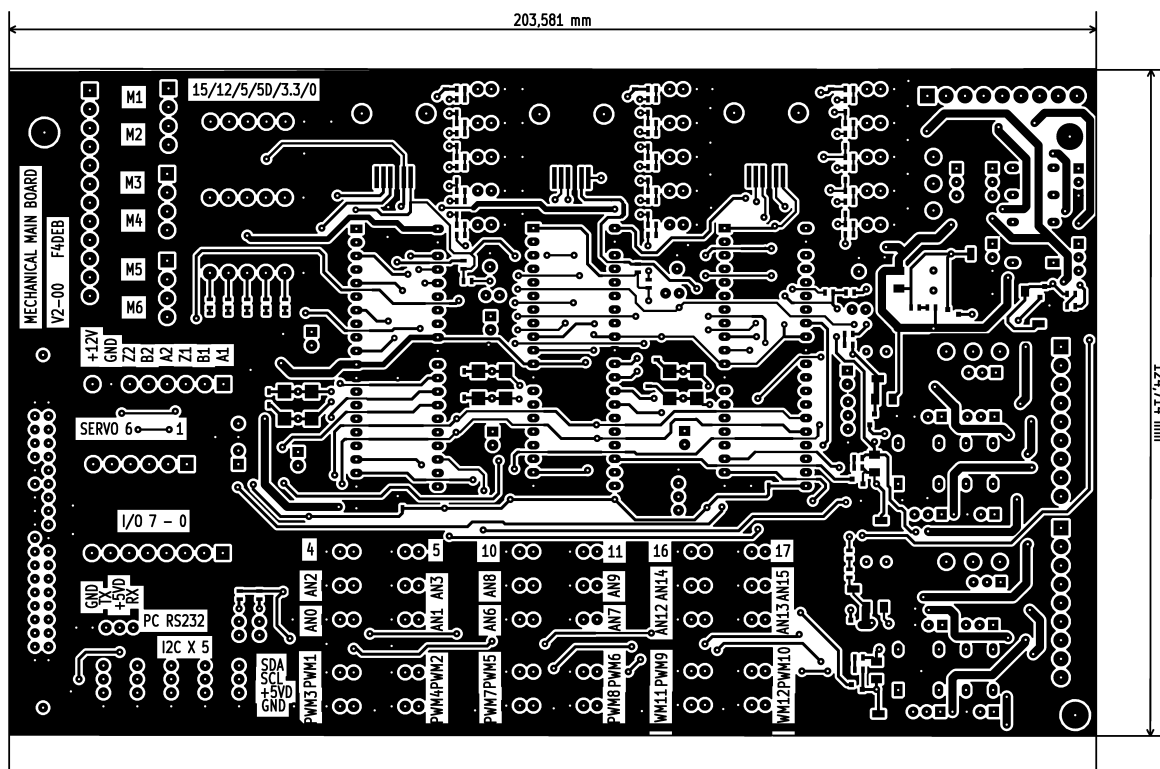 203,581 mm
15/12/5/5D/3.3/0
M1
M2
M3
M4
M5
M6
MECHANICAL MAIN BOARD
V2-00 F4DEB
+12V
GND
Z2
B2
A2
Z1
B1
A1
SERVO 6 1
I/O 7 - 0
GND
TX
+5VD
RX
PC RS232
I2C X 5
SDA
SCL
+5VD
GND
4
5
10
11
16
17
AN2
AN3
AN8
AN9
AN14
AN15
AN0
AN1
AN6
AN7
AN12
AN13
PWM1
PWM2
PWM5
PWM6
PWM9
PWM10
PWM3
PWM4
PWM7
PWM8
WM11
WM12